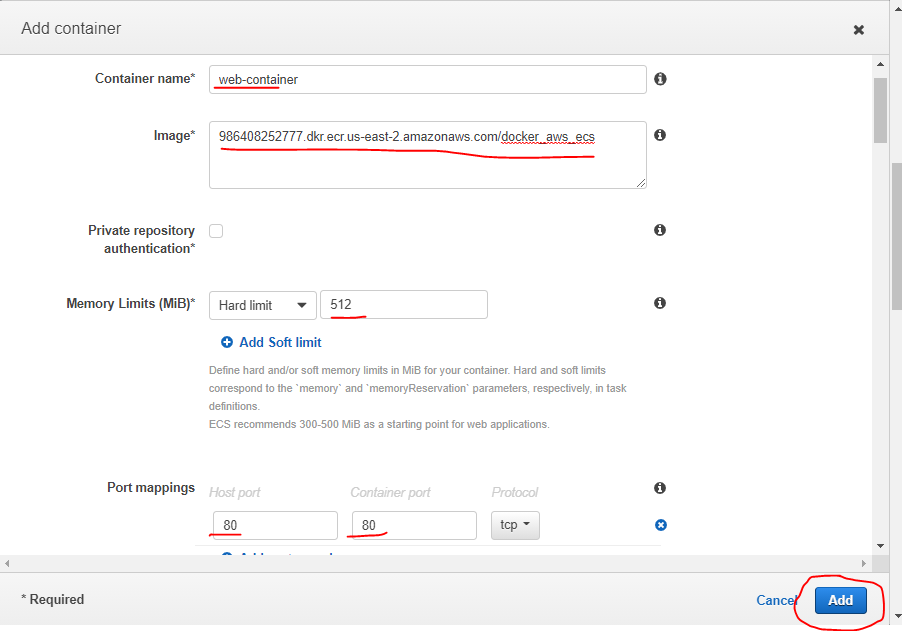 Add container
Container name*
web-container
Image*
986408252777.dkr.ecr.us-east-2.amazonaws.com/docker_aws_ecs
Private repository
authentication*
Memory Limits (MiB)*
Hard limit
512
Add Soft limit
Define hard and/or soft memory limits in MiB for your container. Hard and soft limits
correspond to the `memory` and `memoryReservation` parameters, respectively, in task
definitions.
ECS recommends 300-500 MiB as a starting point for web applications.
Port mappings
Host port
Container port
Protocol
80
80
tcp
* Required
Cancel
Add